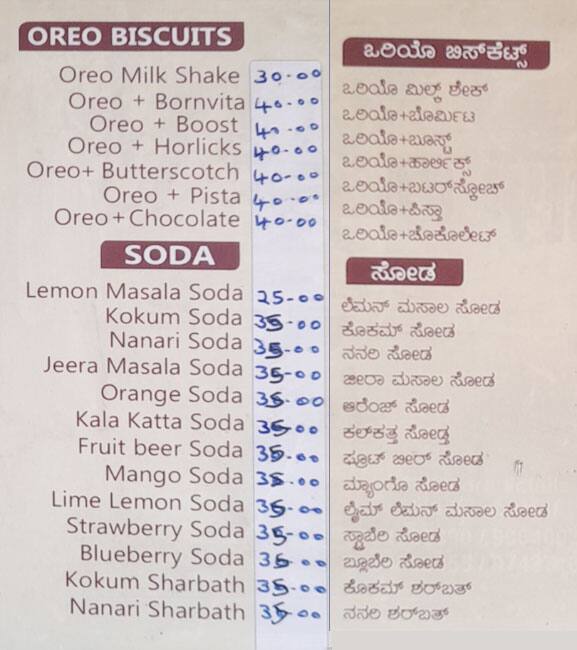 OREO BISCUITS
Oreo Milk Shake 30-00
Oreo + Bornvita 40-00
Oreo + Boost 40-00
Oreo + Horlicks 40-00
Oreo+ Butterscotch 40-00
Oreo + Pista 40-00
Oreo+Chocolate 40-00
SODA
Lemon Masala Soda 25-00
Kokum Soda 35-00
Nanari Soda 35-00
Jeera Masala Soda 35-00
Orange Soda 35-00
Kala Katta Soda 35-00
Fruit beer Soda 35-00
Mango Soda 35-00
Lime Lemon Soda 35-00
Strawberry Soda 35-00
Blueberry Soda 35-00
Kokum Sharbath 35-00
Nanari Sharbath 35-00
ಒರಿಯೊ ಬಿಸ್‌ಕೆಟ್ಸ್
ಒರಿಯೊ ಮಿಲ್ಕ್ ಶೇಕ್
ಒರಿಯೊ+ಬೊರ್ಮಿಟ
ಒರಿಯೊ+ಬೂಸ್ಟ್
ಒರಿಯೊ+ಹಾರ್ಲಿಕ್ಸ್
ಒರಿಯೊ+ಬಟರ್‌ಸ್ಕೋಚ್
ಒರಿಯೊ+ಪಿಸ್ತಾ
ಒರಿಯೊ+ಚೊಕೊಲೇಟ್
ಸೋಡ
ಲೆಮನ್ ಮಸಾಲ ಸೋಡ
ಕೊಕಮ್ ಸೋಡ
ನನರಿ ಸೋಡ
ಜೀರಾ ಮಸಾಲ ಸೋಡ
ಆರೆಂಜ್ ಸೋಡ
ಕಲ್‌ಕತ್ತ ಸೋಡ್ತ
ಫ್ರೂಟ್ ಬೀರ್ ಸೋಡ
ಮ್ಯಾಂಗೊ ಸೋಡ
ಲೈಮ್ ಲೆಮನ್ ಮಸಾಲ ಸೋಡ
ಸ್ಟ್ರಾಬೆರಿ ಸೋಡ
ಬ್ಲೂಬೆರಿ ಸೋಡ
ಕೊಕಮ್ ಶರ್‌ಬತ್
ನನರಿ ಶರ್‌ಬತ್